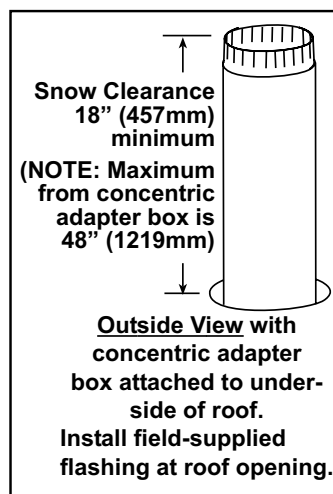 Snow Clearance
18” (457mm)
minimum
(NOTE: Maximum
from concentric
adapter box is
48” (1219mm)
Outside View with
concentric adapter
box attached to under-
side of roof.
Install field-supplied
flashing at roof opening.